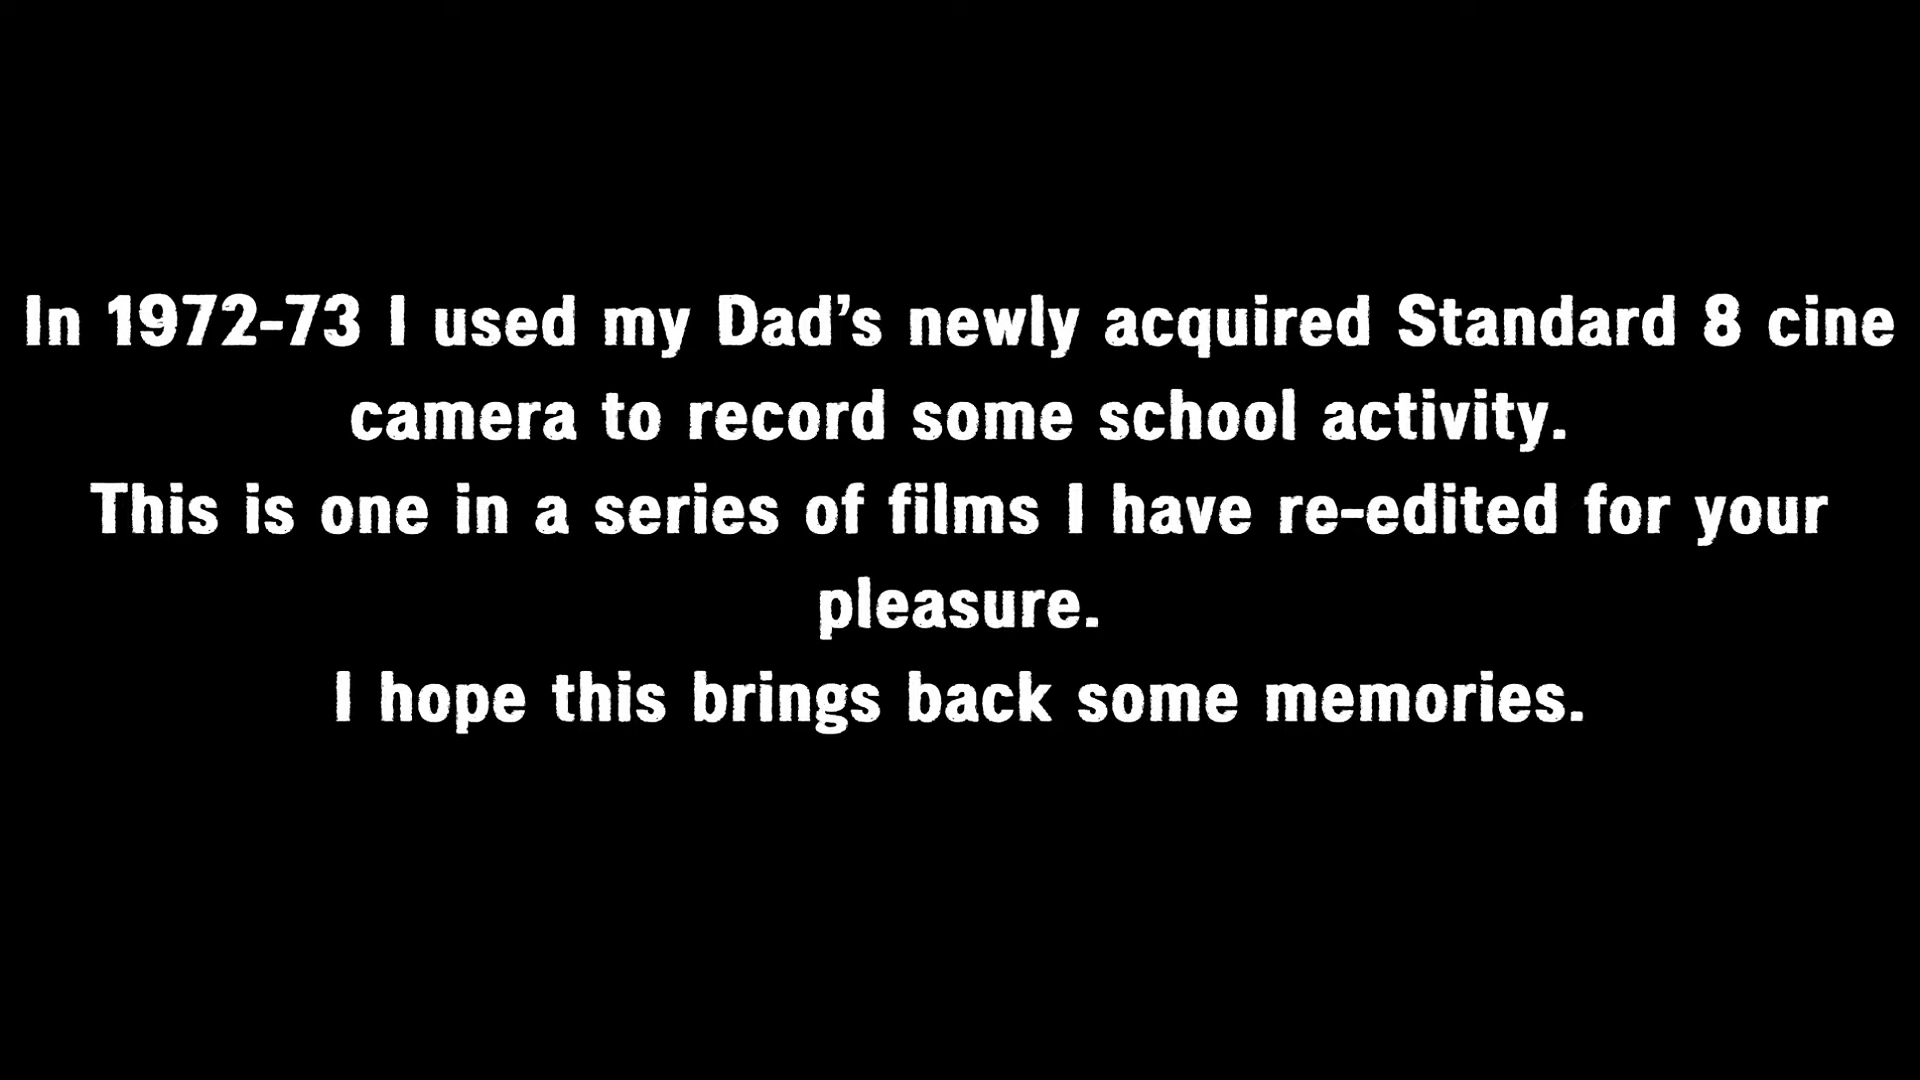 In 1972-73 I used my Dad’s newly acquired Standard 8 cine
camera to record some school activity.
This is one in a series of films I have re-edited for your
pleasure.
I hope this brings back some memories.